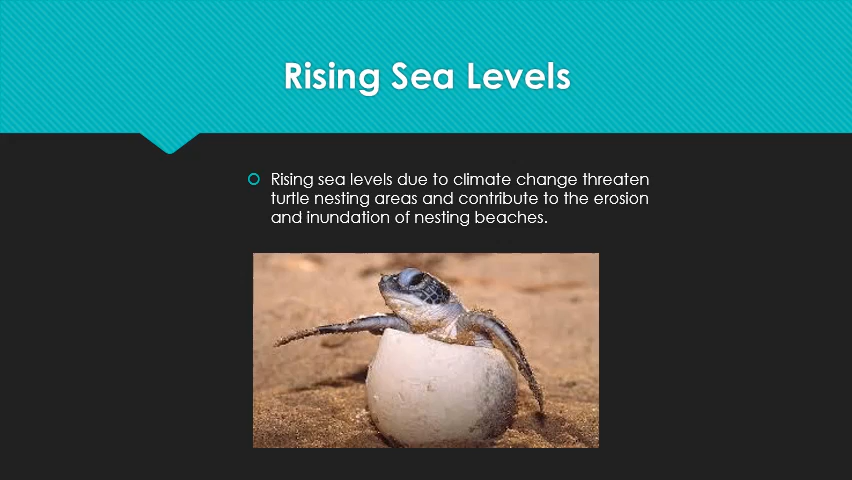 Rising Sea Levels
Rising sea levels due to climate change threaten
turtle nesting areas and contribute to the erosion
and inundation of nesting beaches.